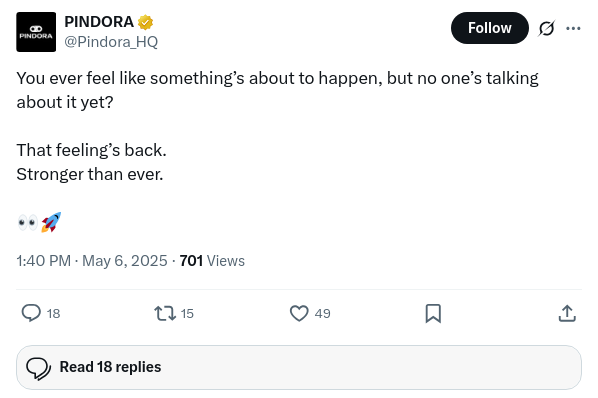 PINDORA
PINDORA
@Pindora_HQ
Follow
You ever feel like something's about to happen, but no one's talking
about it yet?
That feeling's back.
Stronger than ever.
👀🚀
1:40 PM · May 6, 2025 · 701 Views
18
15
49
Read 18 replies